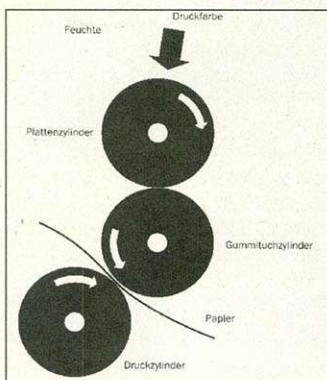 Druckfarbe
Feuchte
Plattenzylinder
Gummituchzylinder
Papier
Druckzylinder